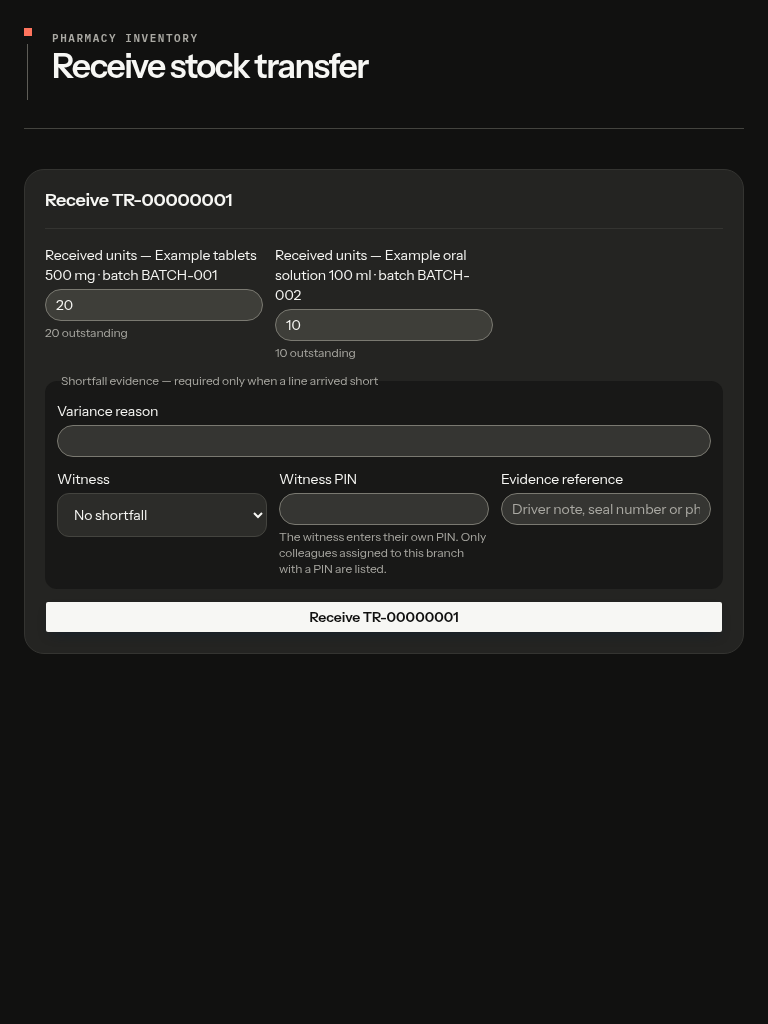 PHARMACY INVENTORY
Receive stock transfer
Receive TR-00000001
Received units — Example tablets
500 mg · batch BATCH-001
20
20 outstanding
Received units — Example oral
solution 100 ml · batch BATCH-
002
10
10 outstanding
Shortfall evidence — required only when a line arrived short
Variance reason
Witness
No shortfall
Witness PIN
The witness enters their own PIN. Only
colleagues assigned to this branch
with a PIN are listed.
Evidence reference
Driver note, seal number or ph
Receive TR-00000001